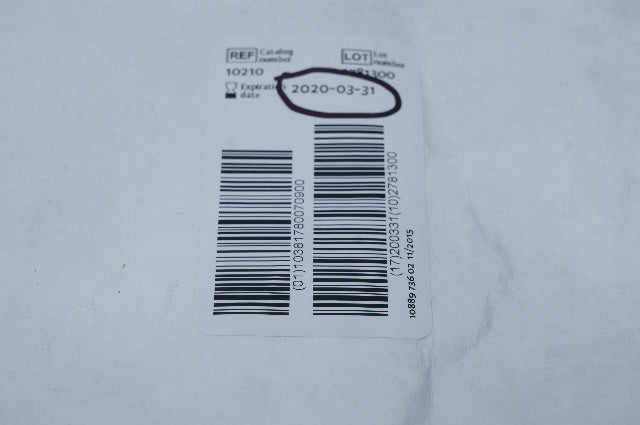 REF Catalog number
10210
LOT Lot number
2781300
Expiration date
2020-03-31
(01)10381780070900
(17)200331(10)2781300
10889 736 02 11/2015